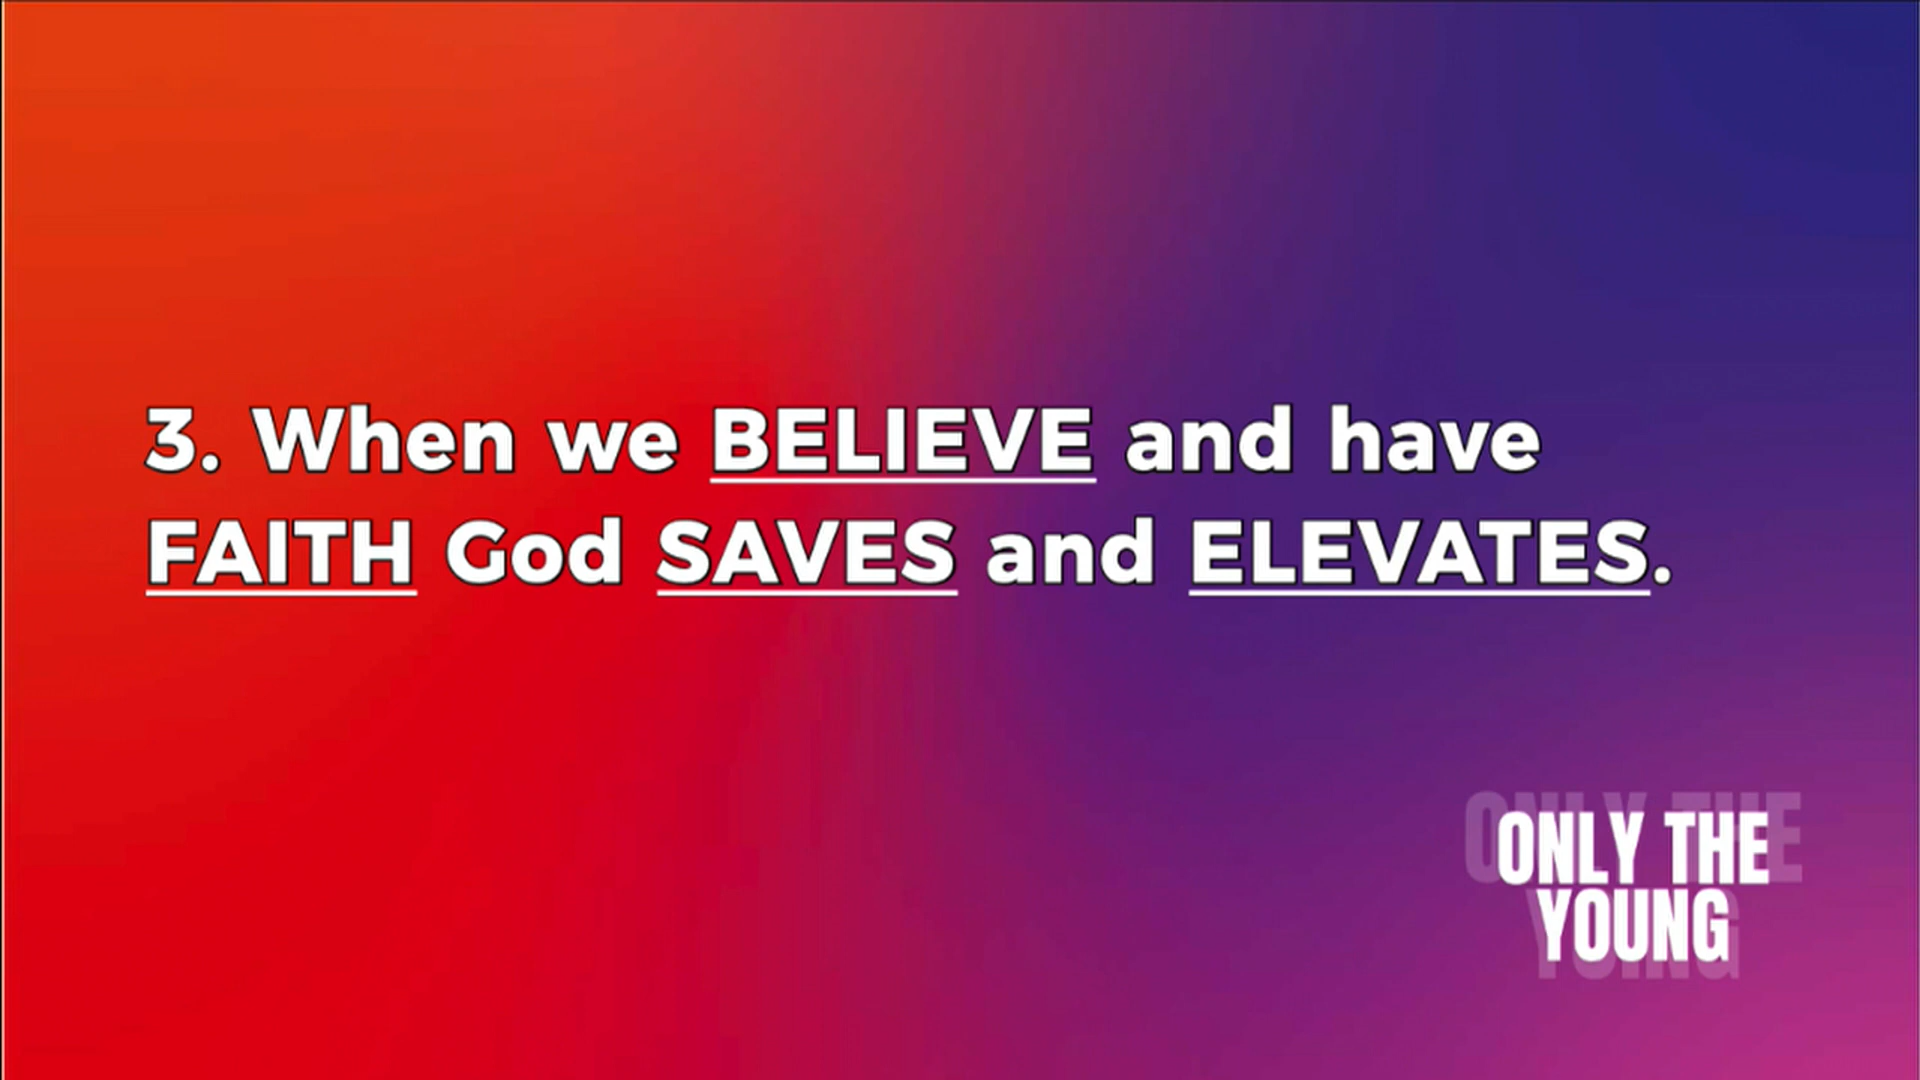 3. When we BELIEVE and have
FAITH God SAVES and ELEVATES.
ONLY THE
YOUNG